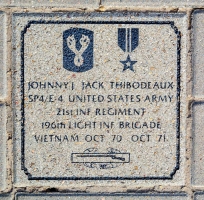 JOHNNY J. JACK THIBODEAUX
SP4/E-4 UNITED STATES ARMY
21st INF REGIMENT
196th LIGHT INF BRIGADE
VIETNAM OCT 70 OCT 71